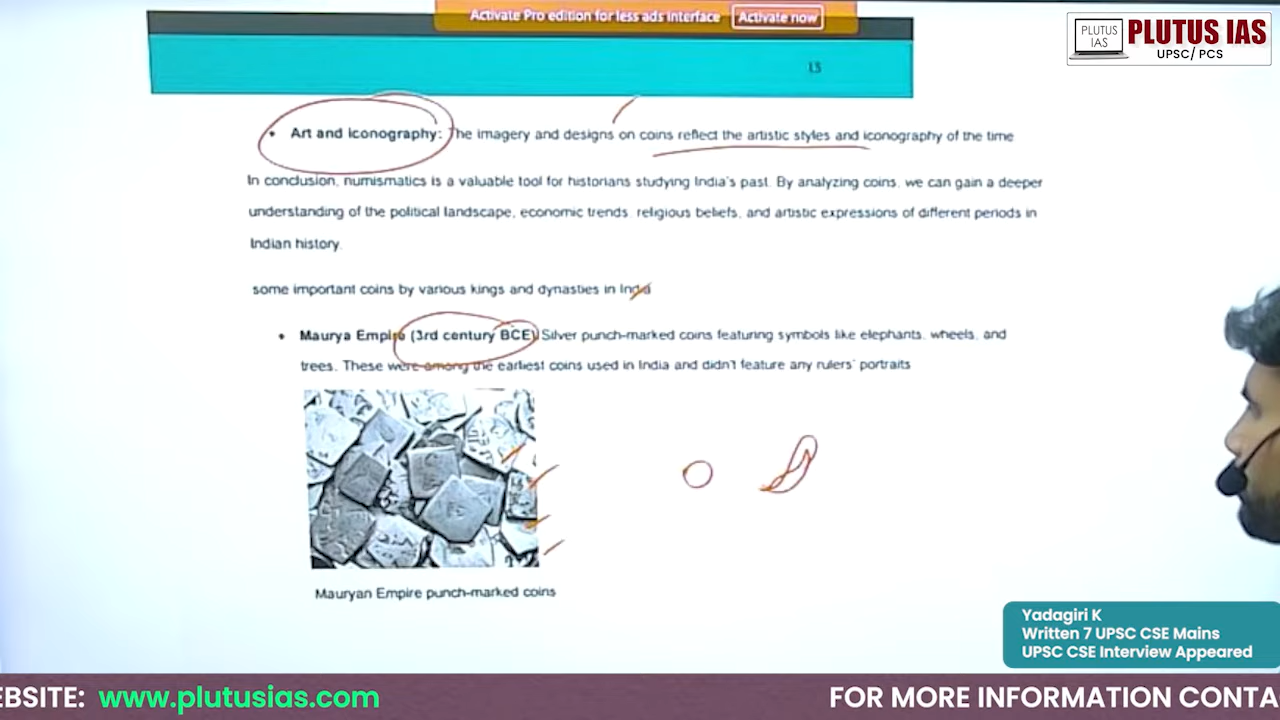 Activate Pro edition for less ads interface Activate now
PLUTUS IAS
PLUTUS IAS
UPSC/ PCS
13
• Art and Iconography: The imagery and designs on coins reflect the artistic styles and iconography of the time
In conclusion, numismatics is a valuable tool for historians studying India's past. By analyzing coins, we can gain a deeper
understanding of the political landscape, economic trends, religious beliefs, and artistic expressions of different periods in
Indian history.
some important coins by various kings and dynasties in India
• Maurya Empire (3rd century BCE) Silver punch-marked coins featuring symbols like elephants, wheels, and
trees. These were among the earliest coins used in India and didn't feature any rulers' portraits
Mauryan Empire punch-marked coins
Yadagiri K
Written 7 UPSC CSE Mains
UPSC CSE Interview Appeared
EBSITE: www.plutusias.com
FOR MORE INFORMATION CONTA